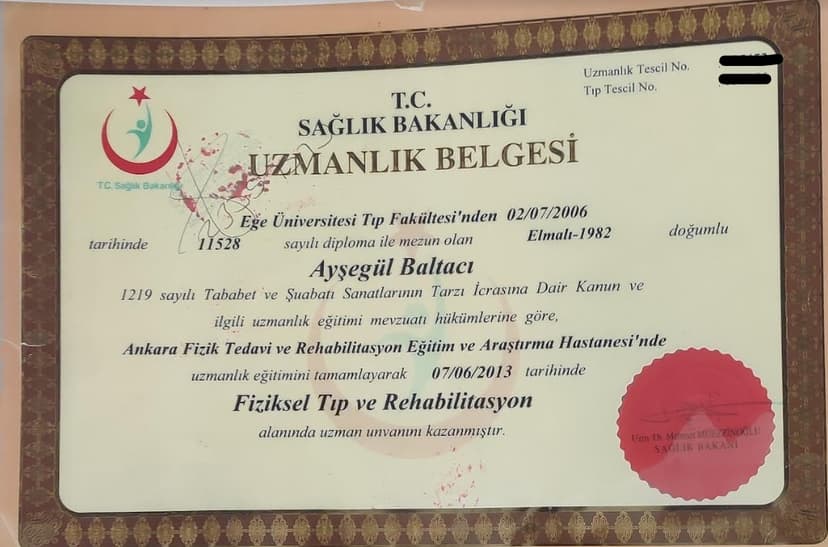 Uzmanlık Tescil No.
Tıp Tescil No.
T.C.
SAĞLIK BAKANLIĞI
UZMANLIK BELGESİ
T.C. Sağlık Bakanlığı
Ege Üniversitesi Tıp Fakültesi'nden 02/07/2006
tarihinde 11528 sayılı diploma ile mezun olan Elmalı-1982 doğumlu
Ayşegül Baltacı
1219 sayılı Tababet ve Şuabatı Sanatlarının Tarzı İcrasına Dair Kanun ve
ilgili uzmanlık eğitimi mevzuatı hükümlerine göre,
Ankara Fizik Tedavi ve Rehabilitasyon Eğitim ve Araştırma Hastanesi'nde
uzmanlık eğitimini tamamlayarak 07/06/2013 tarihinde
Fiziksel Tıp ve Rehabilitasyon
alanında uzman unvanını kazanmıştır.
Dr. Mehmet MÜEZZİNOĞLU
SAĞLIK BAKANI